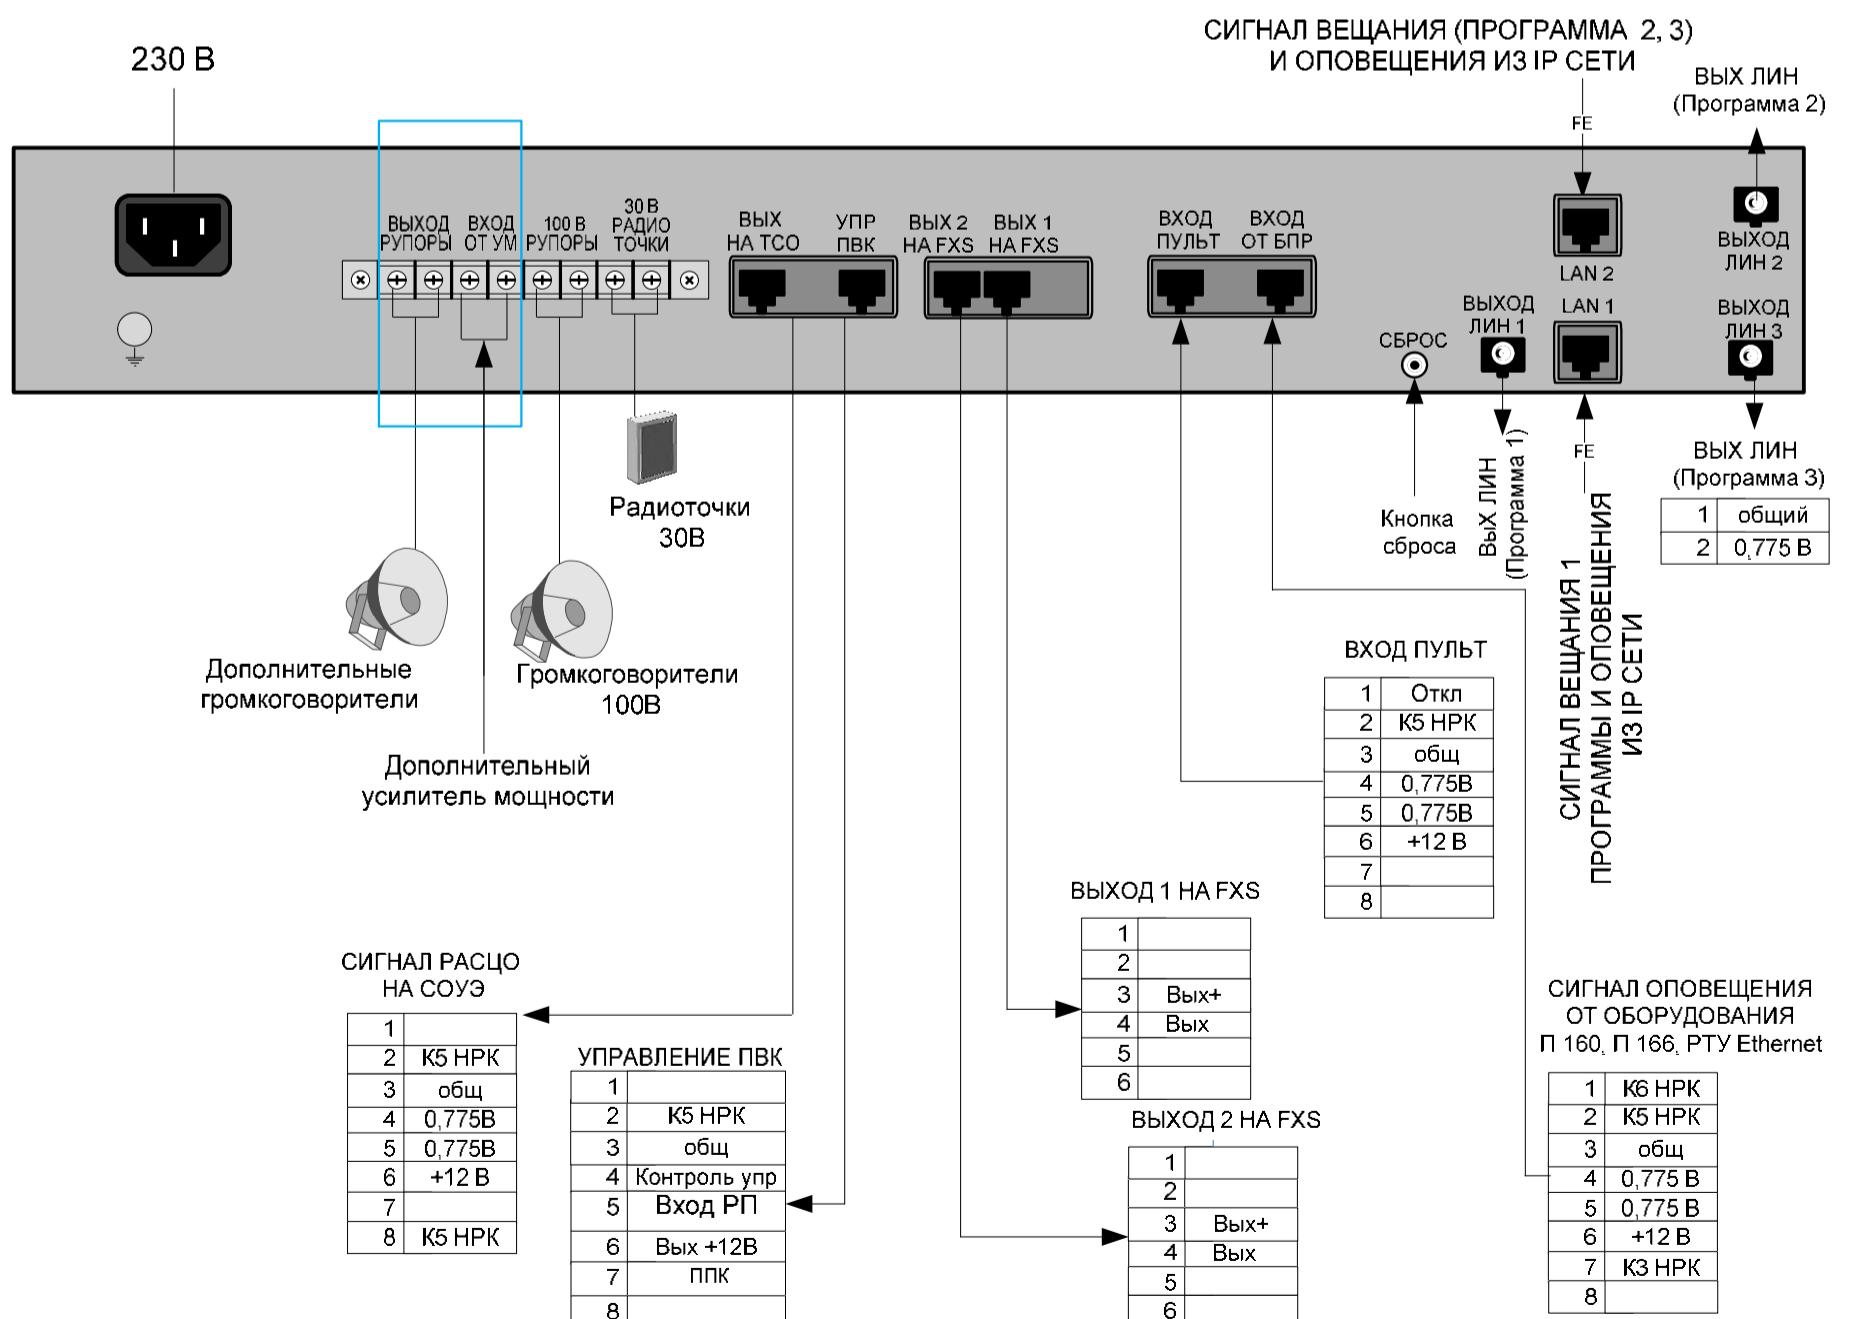 230 В
СИГНАЛ ВЕЩАНИЯ (ПРОГРАММА 2, 3)
И ОПОВЕЩЕНИЯ ИЗ IP СЕТИ
FE
ВЫХ ЛИН
(Программа 2)
ВЫХОД
РУПОРЫ
ВХОД
ОТ УМ
100 В
РУПОРЫ
30 В
РАДИО
ТОЧКИ
ВЫХ
НА ТСО
УПР
ПВК
ВЫХ 2
НА FXS
ВЫХ 1
НА FXS
ВХОД
ПУЛЬТ
ВХОД
ОТ БПР
LAN 2
LAN 1
ВЫХОД
ЛИН 2
ВЫХОД
ЛИН 1
ВЫХОД
ЛИН 3
СБРОС
Радиоточки
30В
Дополнительные
громкоговорители
Громкоговорители
100В
Дополнительный
усилитель мощности
Кнопка
сброса
ВыХ ЛИН
(Программа 1)
FE
СИГНАЛ ВЕЩАНИЯ 1
ПРОГРАММЫ И ОПОВЕЩЕНИЯ
ИЗ IP СЕТИ
ВЫХ ЛИН
(Программа 3)
1 общий
2 0,775 В
ВХОД ПУЛЬТ
1 Откл
2 К5 НРК
3 общ
4 0,775В
5 0,775В
6 +12 В
7
8
ВЫХОД 1 НА FXS
1
2
3 Вых+
4 Вых
5
6
СИГНАЛ РАСЦО
НА СОУЭ
1
2 К5 НРК
3 общ
4 0,775В
5 0,775В
6 +12 В
7
8 К5 НРК
УПРАВЛЕНИЕ ПВК
1
2 К5 НРК
3 общ
4 Контроль упр
5 Вход РП
6 Вых +12В
7 ППК
8
ВЫХОД 2 НА FXS
1
2
3 Вых+
4 Вых
5
6
СИГНАЛ ОПОВЕЩЕНИЯ
ОТ ОБОРУДОВАНИЯ
П 160, П 166, РТУ Ethernet
1 К6 НРК
2 К5 НРК
3 общ
4 0,775 В
5 0,775 В
6 +12 В
7 К3 НРК
8